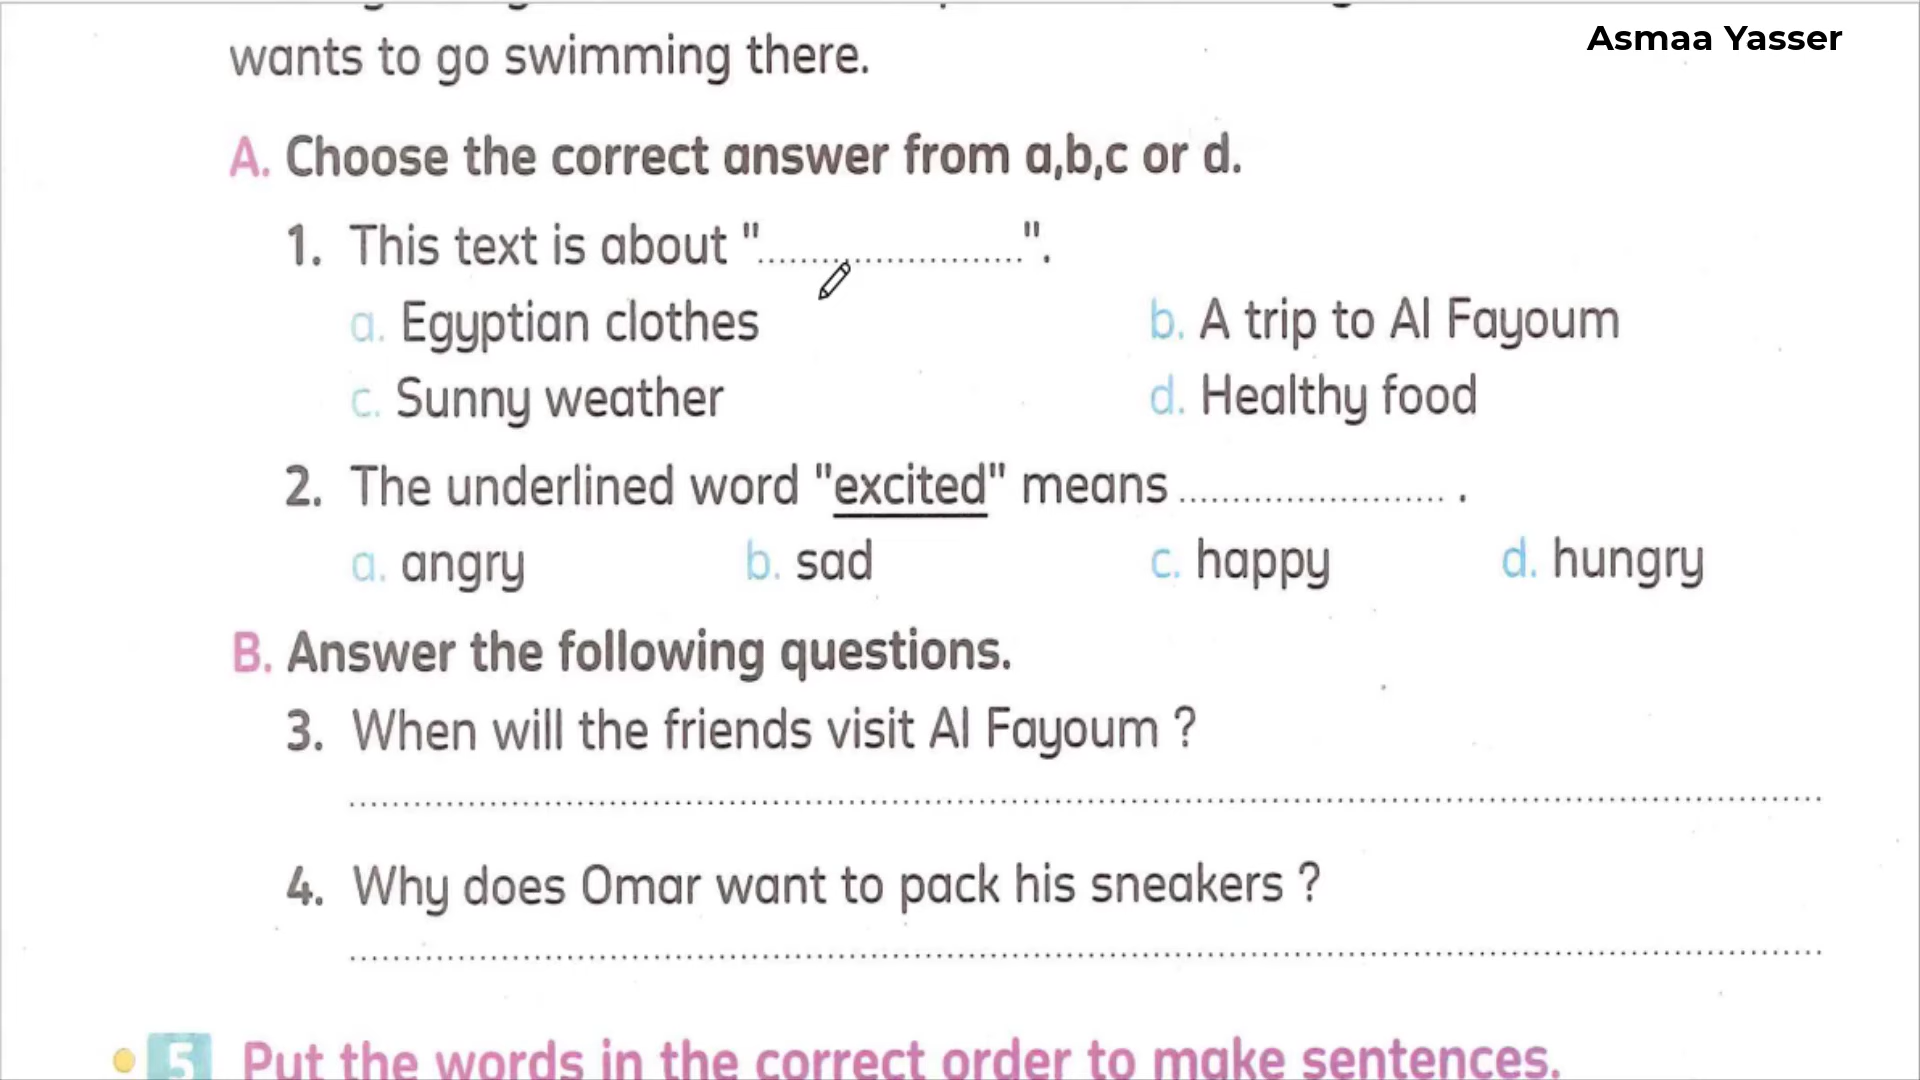 Asmaa Yasser
wants to go swimming there.
A. Choose the correct answer from a,b,c or d.
1. This text is about "........................".
a. Egyptian clothes b. A trip to Al Fayoum
c. Sunny weather d. Healthy food
2. The underlined word "excited" means ........................ .
a. angry b. sad c. happy d. hungry
B. Answer the following questions.
3. When will the friends visit Al Fayoum ?
4. Why does Omar want to pack his sneakers ?
5 Put the words in the correct order to make sentences.